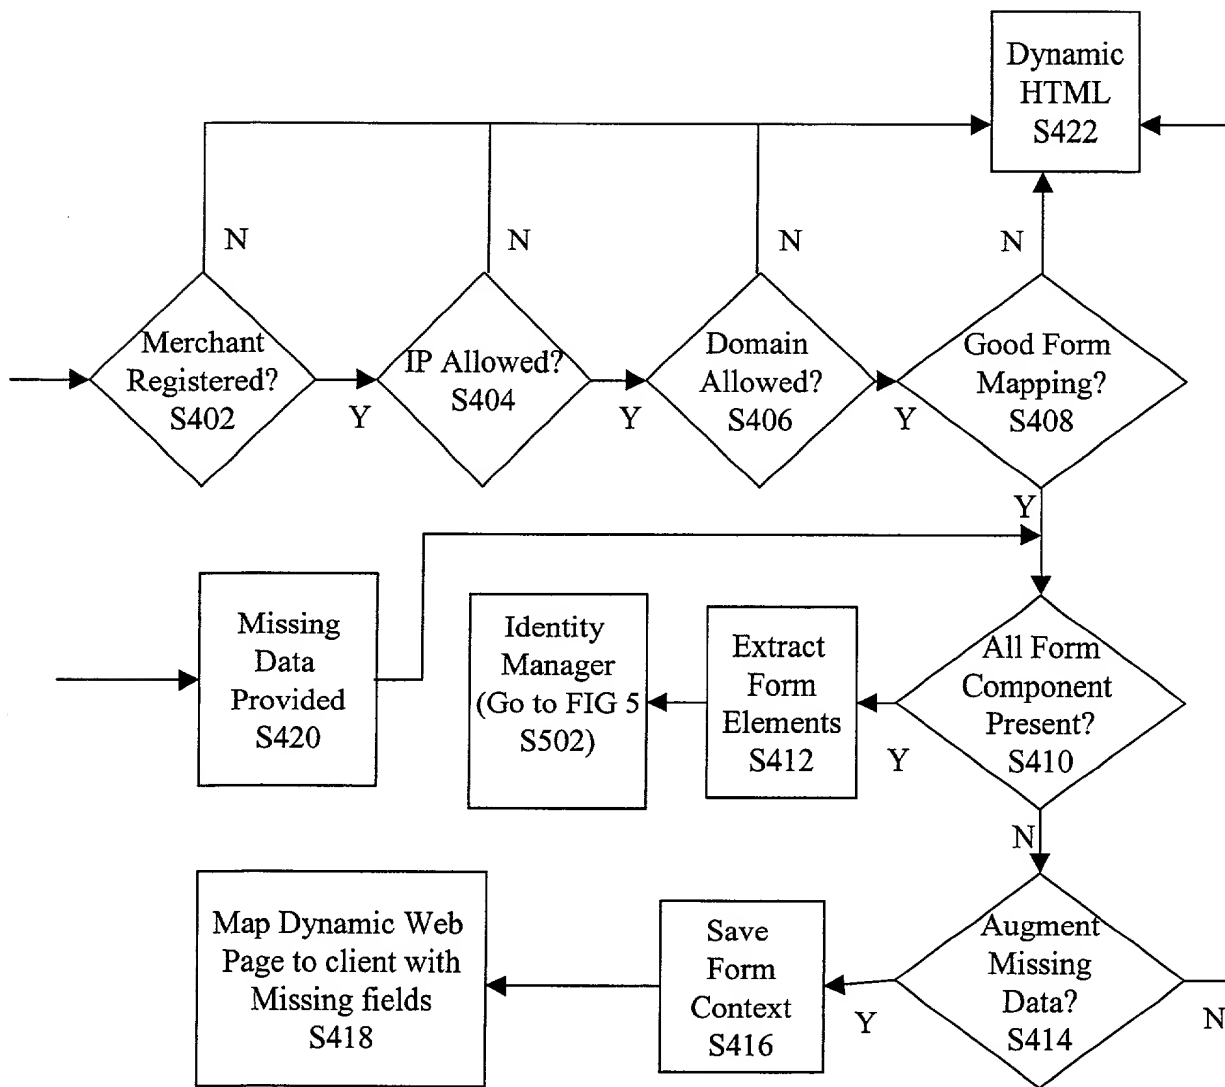 Dynamic
HTML
S422
N
N
N
N
Merchant
Registered?
S402
Y
IP Allowed?
S404
Y
Domain
Allowed?
S406
Y
Good Form
Mapping?
S408
Y
Missing
Data
Provided
S420
Identity
Manager
(Go to FIG 5
S502)
Extract
Form
Elements
S412
Y
All Form
Component
Present?
S410
N
Map Dynamic Web
Page to client with
Missing fields
S418
Save
Form
Context
S416
Y
Augment
Missing
Data?
S414
N